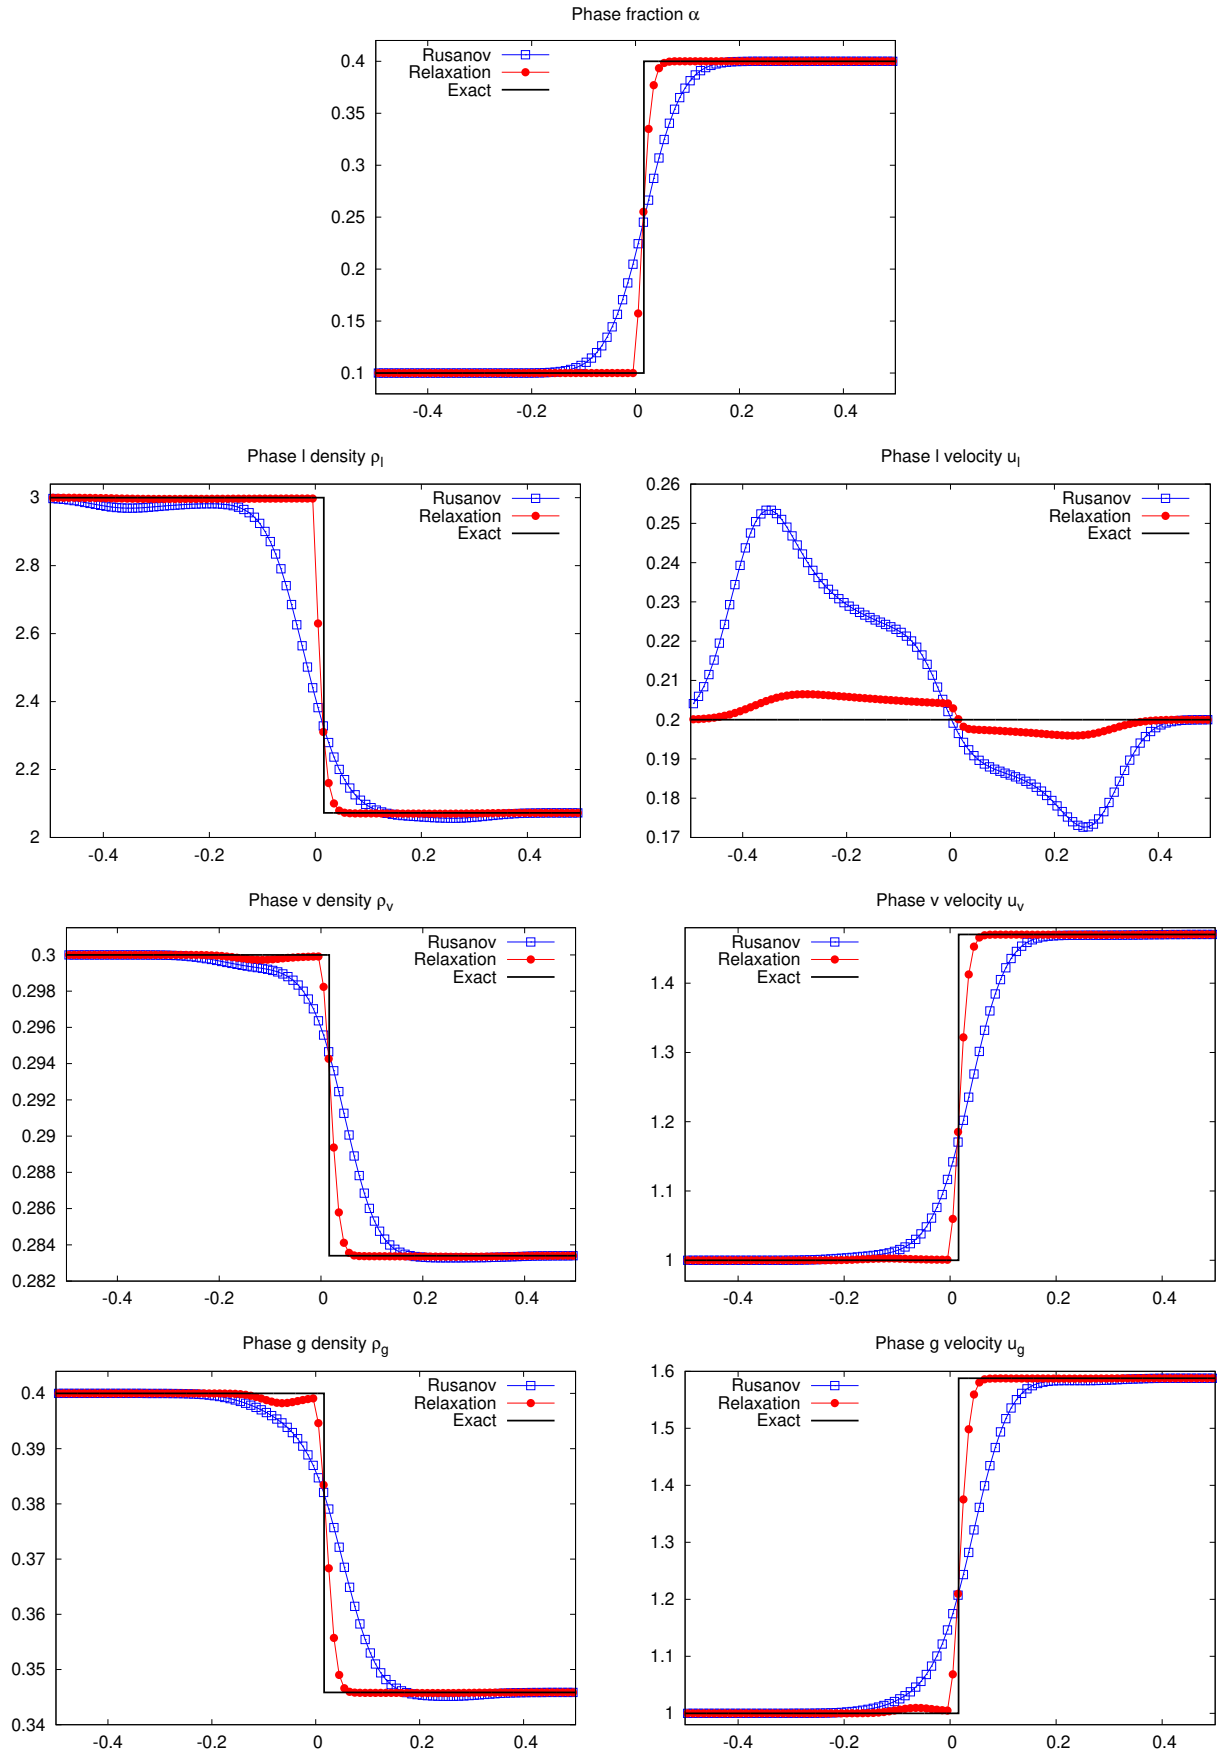 Phase fraction α
Rusanov
Relaxation
Exact
0.4
0.35
0.3
0.25
0.2
0.15
0.1
-0.4 -0.2 0 0.2 0.4
Phase l density ρl
Rusanov
Relaxation
Exact
3
2.8
2.6
2.4
2.2
2
-0.4 -0.2 0 0.2 0.4
Phase l velocity ul
Rusanov
Relaxation
Exact
0.26
0.25
0.24
0.23
0.22
0.21
0.2
0.19
0.18
0.17
-0.4 -0.2 0 0.2 0.4
Phase v density ρv
Rusanov
Relaxation
Exact
0.3
0.298
0.296
0.294
0.292
0.29
0.288
0.286
0.284
0.282
-0.4 -0.2 0 0.2 0.4
Phase v velocity uv
Rusanov
Relaxation
Exact
1.4
1.3
1.2
1.1
1
-0.4 -0.2 0 0.2 0.4
Phase g density ρg
Rusanov
Relaxation
Exact
0.4
0.39
0.38
0.37
0.36
0.35
0.34
-0.4 -0.2 0 0.2 0.4
Phase g velocity ug
Rusanov
Relaxation
Exact
1.6
1.5
1.4
1.3
1.2
1.1
1
-0.4 -0.2 0 0.2 0.4